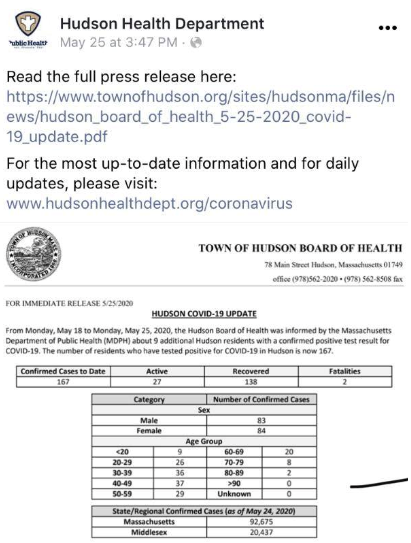 Hudson Health Department
May 25 at 3:47 PM ·
Public Health
Read the full press release here:
https://www.townofhudson.org/sites/hudsonma/files/n
ews/hudson_board_of_health_5-25-2020_covid-
19_update.pdf
For the most up-to-date information and for daily
updates, please visit:
www.hudsonhealthdept.org/coronavirus
TOWN OF HUDSON BOARD OF HEALTH
78 Main Street Hudson, Massachusetts 01749
office (978)562-2020 • (978) 562-8508 fax
FOR IMMEDIATE RELEASE 5/25/2020
HUDSON COVID-19 UPDATE
From Monday, May 18 to Monday, May 25, 2020, the Hudson Board of Health was informed by the Massachusetts
Department of Public Health (MDPH) about 9 additional Hudson residents with a confirmed positive test result for
COVID-19. The number of residents who have tested positive for COVID-19 in Hudson is now 167.
Confirmed Cases to Date Active Recovered Fatalities
167 27 138 2
Category Number of Confirmed Cases
Sex
Male 83
Female 84
Age Group
<20 9 60-69 20
20-29 26 70-79 8
30-39 36 80-89 2
40-49 37 >90 0
50-59 29 Unknown 0
State/Regional Confirmed Cases (as of May 24, 2020)
Massachusetts 92,675
Middlesex 20,437